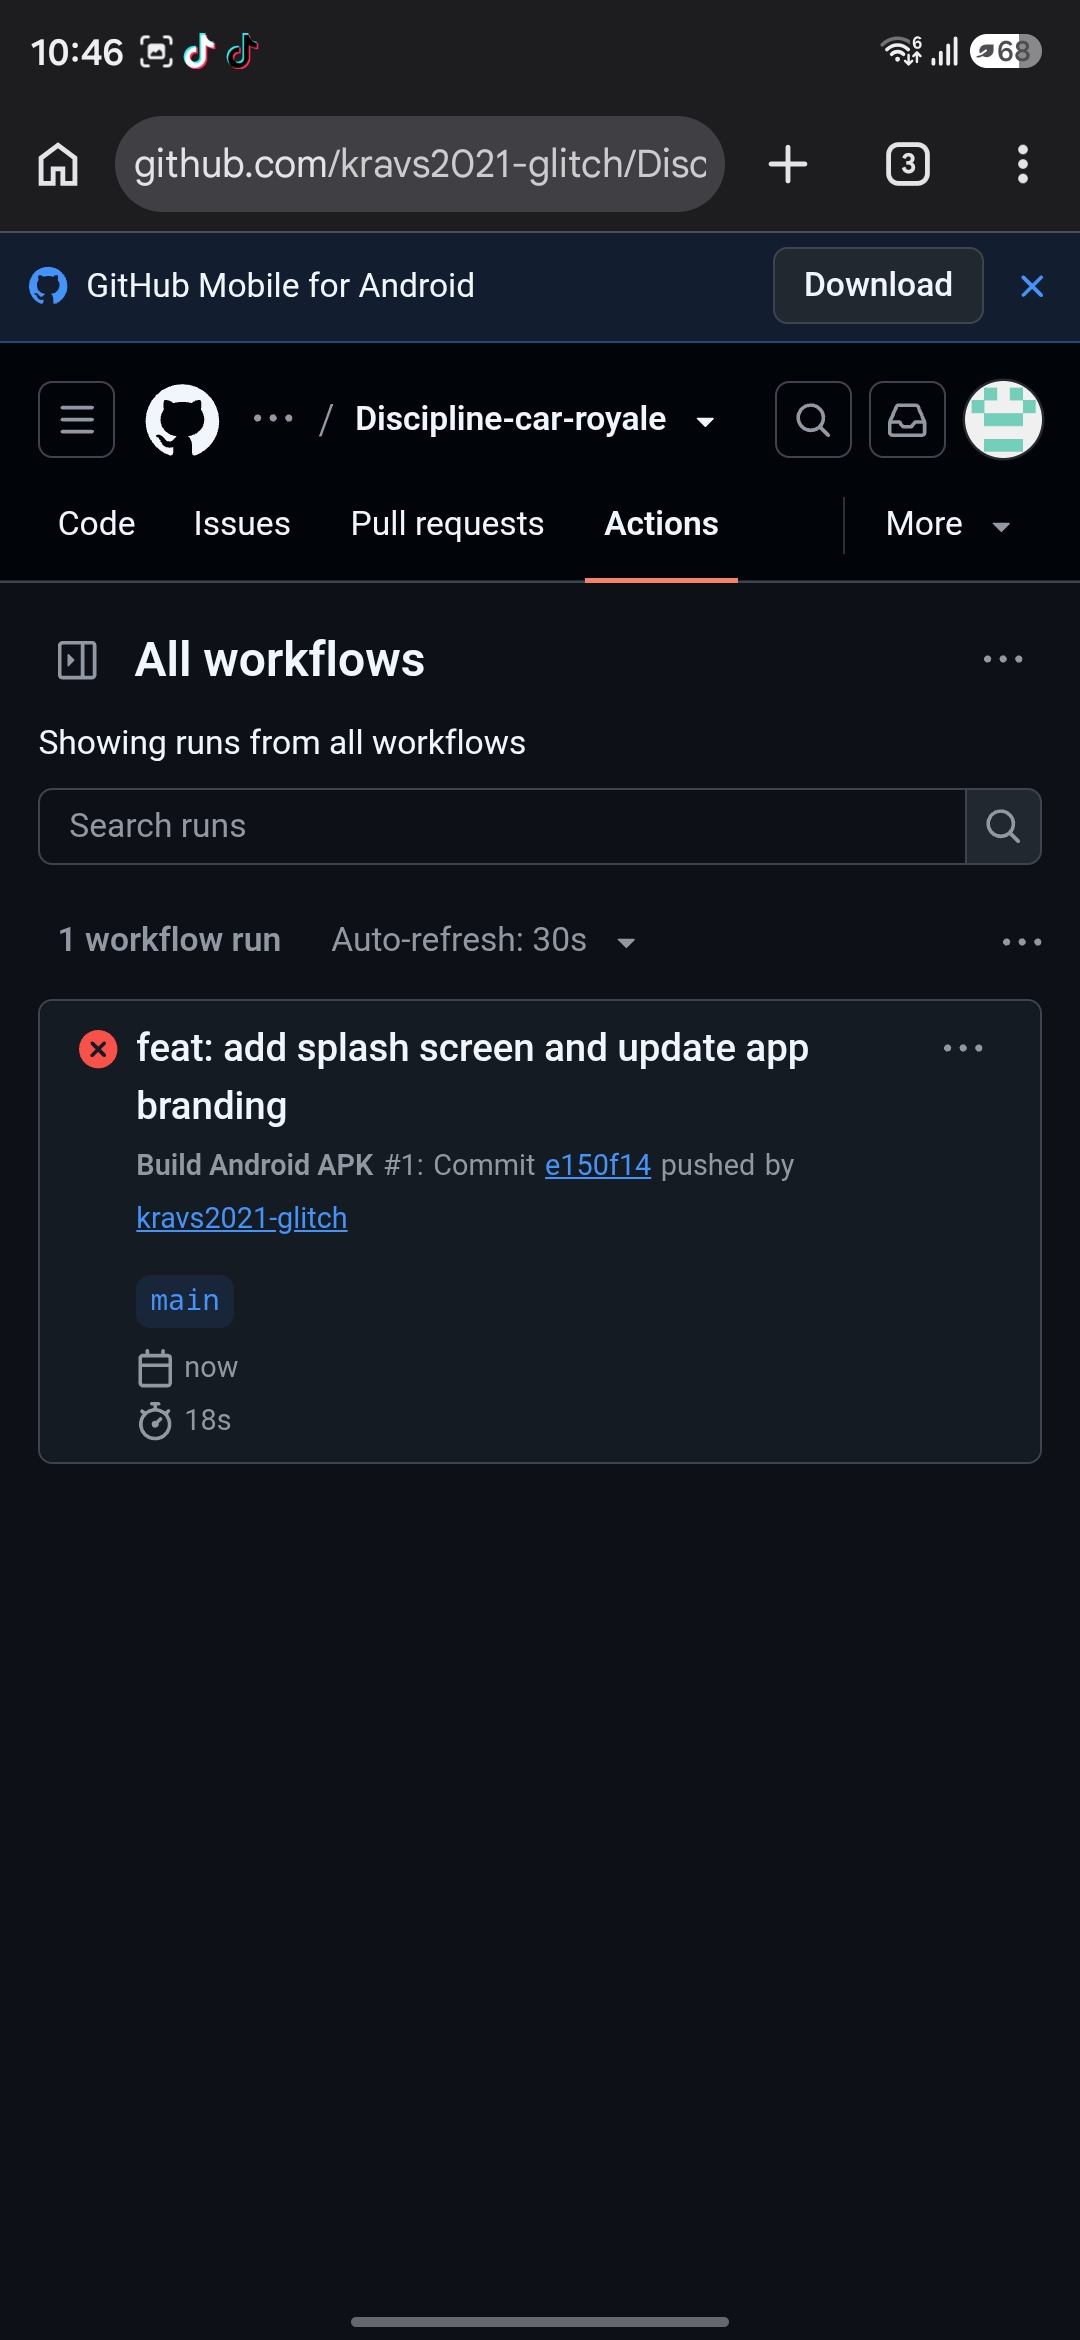 10:46
6
68
github.com/kravs2021-glitch/Disc
3
GitHub Mobile for Android
Download
... / Discipline-car-royale
Code
Issues
Pull requests
Actions
More
All workflows
Showing runs from all workflows
Search runs
1 workflow run
Auto-refresh: 30s
feat: add splash screen and update app
branding
Build Android APK #1: Commit e150f14 pushed by
kravs2021-glitch
main
now
18s